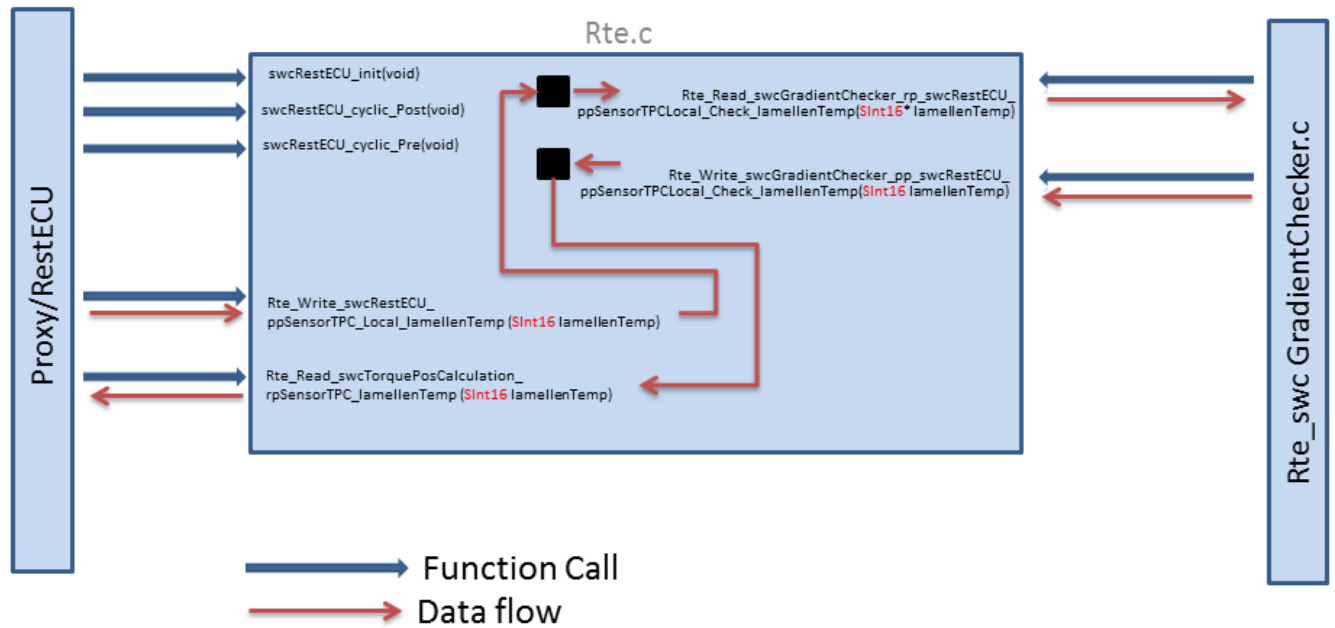 Rte.c
Proxy/RestECU
swcRestECU_init(void)
swcRestECU_cyclic_Post(void)
swcRestECU_cyclic_Pre(void)
Rte_Read_swcGradientChecker_rp_swcRestECU_
ppSensorTPCLocal_Check_lamellenTemp(SInt16* lamellenTemp)
Rte_Write_swcGradientChecker_pp_swcRestECU_
ppSensorTPCLocal_Check_lamellenTemp(SInt16 lamellenTemp)
Rte_Write_swcRestECU_
ppSensorTPC_Local_lamellenTemp (SInt16 lamellenTemp)
Rte_Read_swcTorquePosCalculation_
rpSensorTPC_lamellenTemp (SInt16 lamellenTemp)
Rte_swc GradientChecker.c
Function Call
Data flow